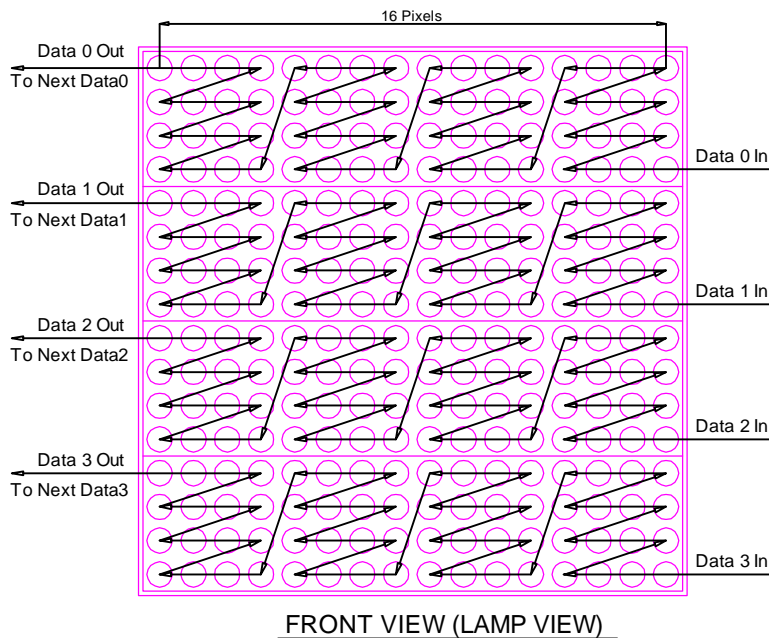 16 Pixels
Data 0 Out
To Next Data0
Data 0 In
Data 1 Out
To Next Data1
Data 1 In
Data 2 Out
To Next Data2
Data 2 In
Data 3 Out
To Next Data3
Data 3 In
FRONT VIEW (LAMP VIEW)